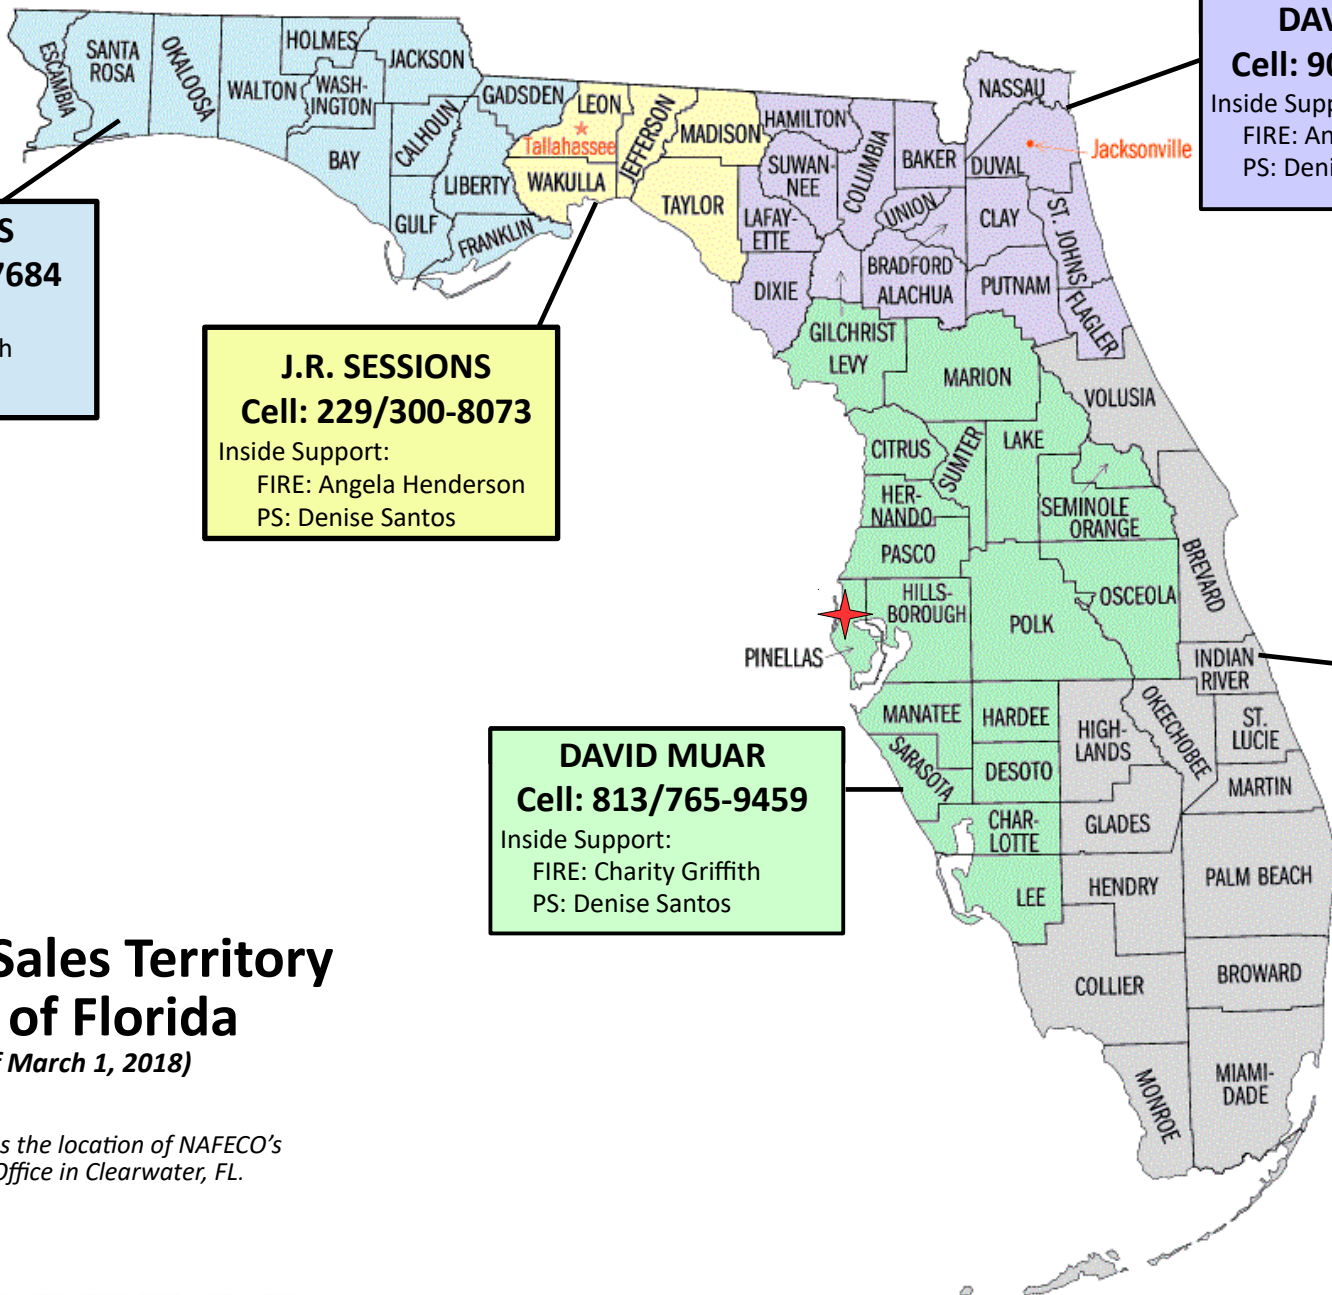 ESCAMBIA
SANTA
ROSA
OKALOOSA
WALTON
HOLMES
WASH-
INGTON
JACKSON
BAY
CALHOUN
GULF
GADSDEN
LIBERTY
FRANKLIN
LEON
Tallahassee
WAKULLA
JEFFERSON
MADISON
TAYLOR
HAMILTON
SUWAN-
NEE
LAFAY-
ETTE
DIXIE
COLUMBIA
BAKER
UNION
BRADFORD
ALACHUA
NASSAU
DUVAL
Jacksonville
CLAY
ST. JOHNS
PUTNAM
FLAGLER
GILCHRIST
LEVY
MARION
VOLUSIA
CITRUS
SUMTER
LAKE
HER-
NANDO
SEMINOLE
ORANGE
PASCO
BREVARD
HILLS-
BOROUGH
POLK
OSCEOLA
PINELLAS
INDIAN
RIVER
MANATEE
HARDEE
HIGH-
LANDS
OKEECHOBEE
ST.
LUCIE
SARASOTA
DESOTO
MARTIN
CHAR-
LOTTE
GLADES
LEE
HENDRY
PALM BEACH
COLLIER
BROWARD
MONROE
MIAMI-
DADE
S
7684
h
J.R. SESSIONS
Cell: 229/300-8073
Inside Support:
FIRE: Angela Henderson
PS: Denise Santos
DAV
Cell: 90
Inside Supp
FIRE: An
PS: Deni
DAVID MUAR
Cell: 813/765-9459
Inside Support:
FIRE: Charity Griffith
PS: Denise Santos
Sales Territory
of Florida
f March 1, 2018)
s the location of NAFECO's
Office in Clearwater, FL.